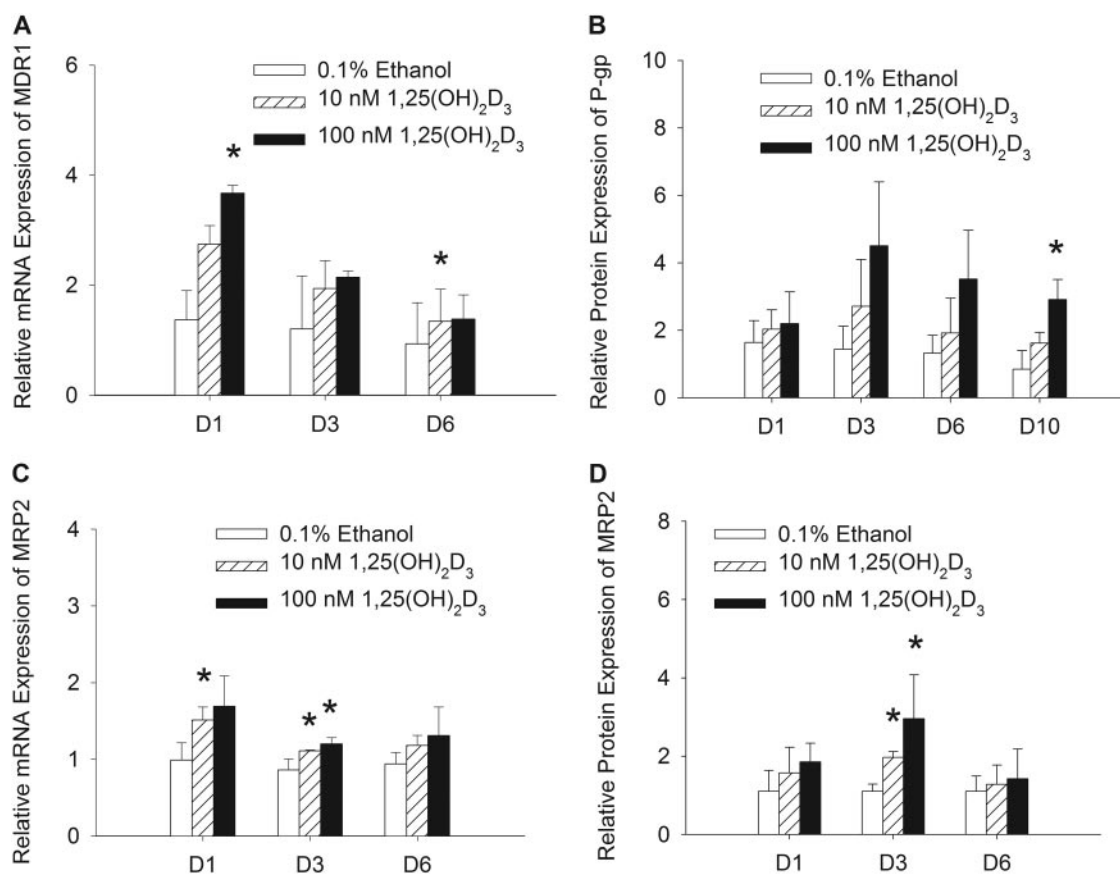 A
Relative mRNA Expression of MDR1
6
4
2
0
0.1% Ethanol
10 nM 1,25(OH)₂D₃
100 nM 1,25(OH)₂D₃
*
*
D1 D3 D6
B
Relative Protein Expression of P-gp
10
8
6
4
2
0
0.1% Ethanol
10 nM 1,25(OH)₂D₃
100 nM 1,25(OH)₂D₃
*
D1 D3 D6 D10
C
Relative mRNA Expression of MRP2
4
3
2
1
0
0.1% Ethanol
10 nM 1,25(OH)₂D₃
100 nM 1,25(OH)₂D₃
*
* *
D1 D3 D6
D
Relative Protein Expression of MRP2
8
6
4
2
0
0.1% Ethanol
10 nM 1,25(OH)₂D₃
100 nM 1,25(OH)₂D₃
*
*
D1 D3 D6